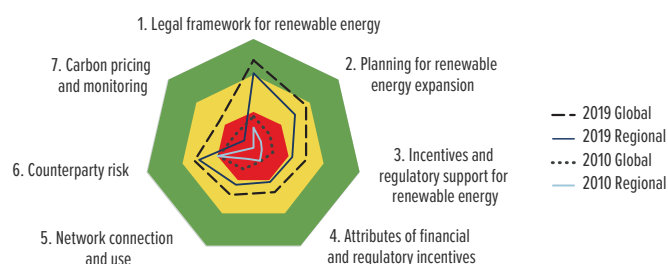 1. Legal framework for renewable energy
7. Carbon pricing
and monitoring
2. Planning for renewable
energy expansion
2019 Global
2019 Regional
2010 Global
2010 Regional
6. Counterparty risk
3. Incentives and
regulatory support for
renewable energy
5. Network connection
and use
4. Attributes of financial
and regulatory incentives